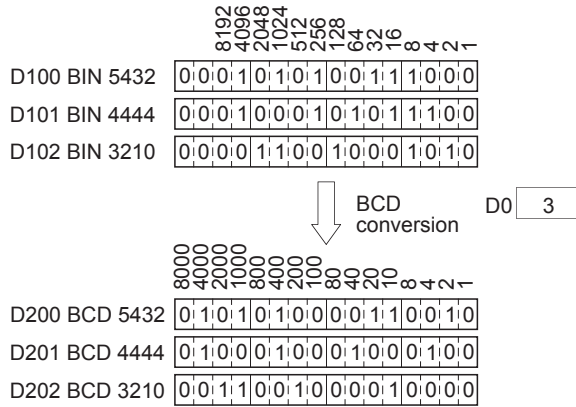 8192 4096 2048 1024 512 256 128 64 32 16 8 4 2 1
D100 BIN 5432 0 0 0 1 0 1 0 1 0 0 1 1 1 0 0 0
D101 BIN 4444 0 0 0 1 0 0 0 1 0 1 0 1 1 1 0 0
D102 BIN 3210 0 0 0 0 1 1 0 0 1 0 0 0 1 0 1 0
BCD
conversion
D0 3
8000 4000 2000 1000 800 400 200 100 80 40 20 10 8 4 2 1
D200 BCD 5432 0 1 0 1 0 1 0 0 0 0 1 1 0 0 1 0
D201 BCD 4444 0 1 0 0 0 1 0 0 0 1 0 0 0 1 0 0
D202 BCD 3210 0 0 1 1 0 0 1 0 0 0 0 1 0 0 0 0